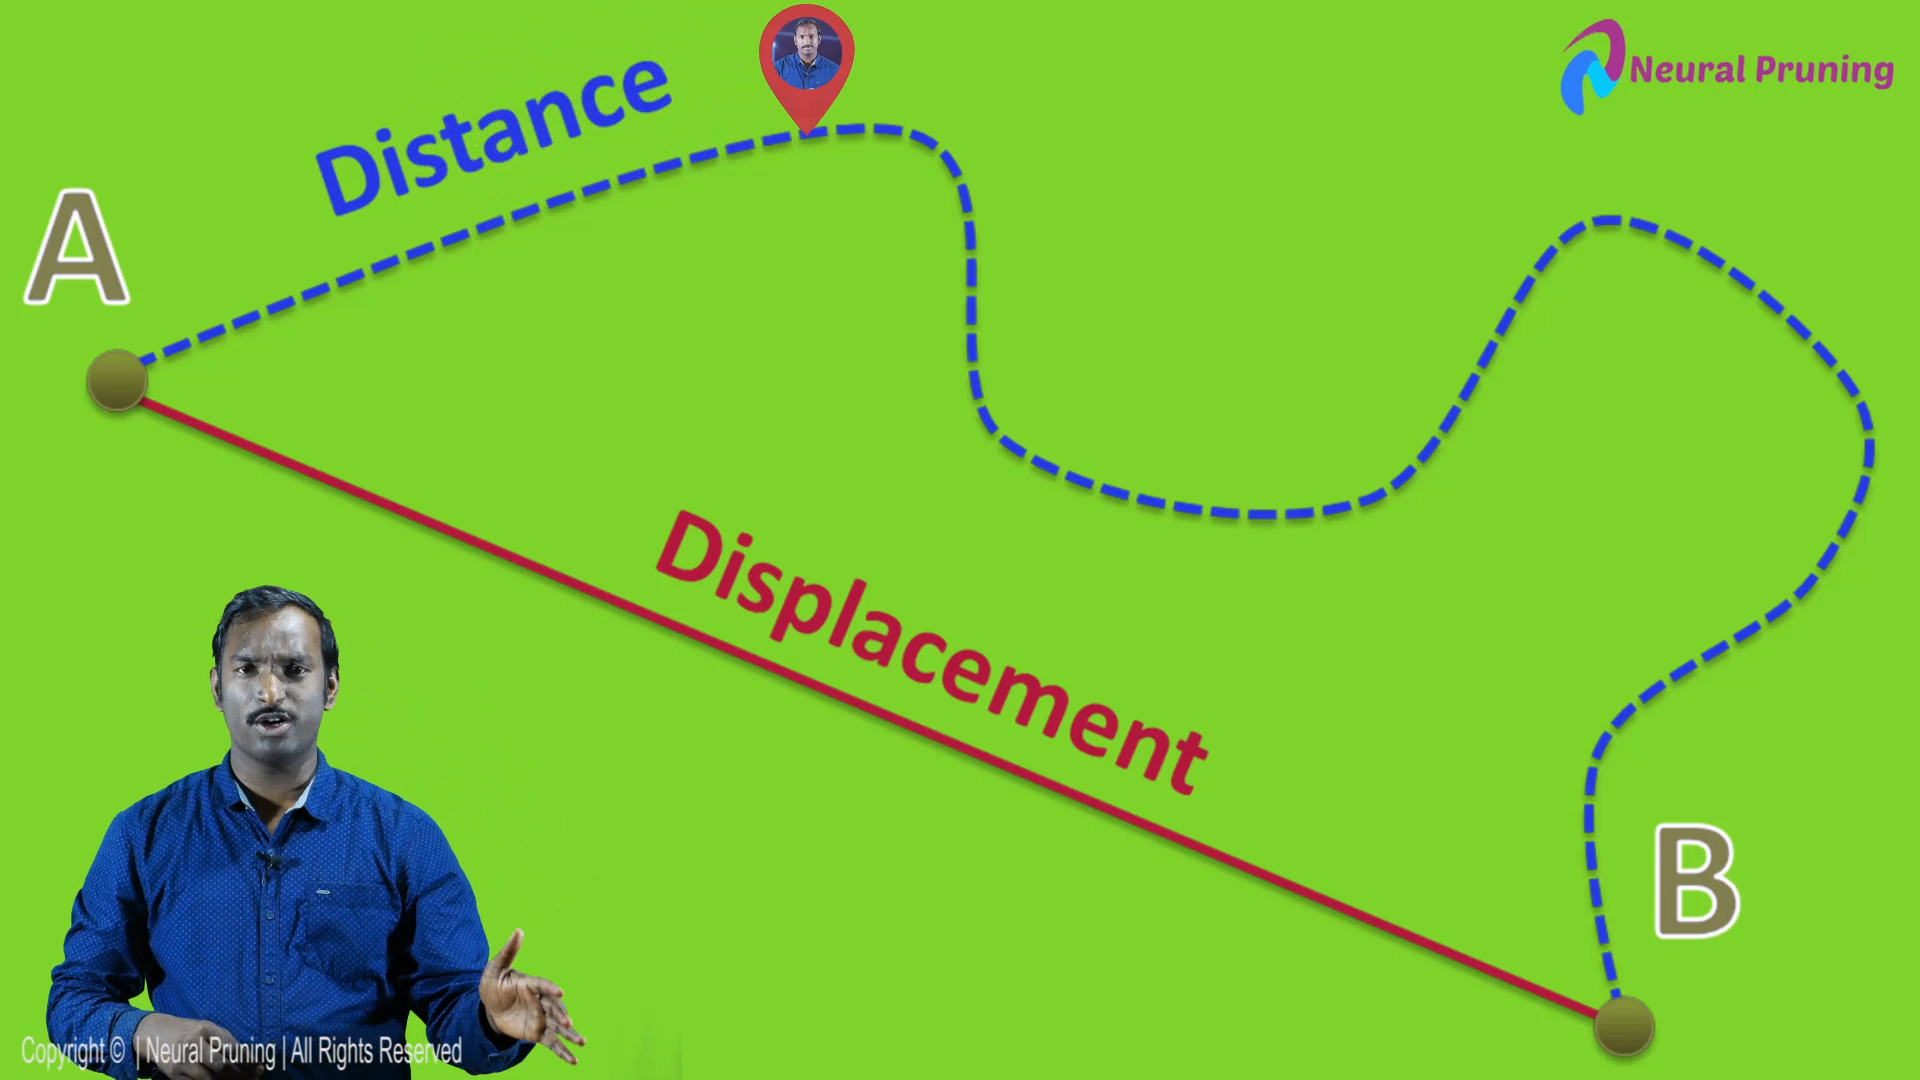 Distance
Neural Pruning
A
Displacement
B
Copyright © | Neural Pruning | All Rights Reserved